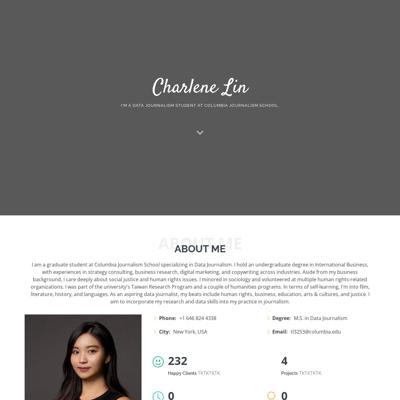 Charlene Lin
I'M A DATA JOURNALISM STUDENT AT COLUMBIA JOURNALISM SCHOOL.
ABOUT ME
ABOUT ME
I am a graduate student at Columbia Journalism School specializing in Data Journalism. I hold an undergraduate degree in International Business,
with experiences in strategy consulting, business research, digital marketing, and copywriting across industries. Aside from my business
background, I care deeply about social justice and human rights issues. I minored in sociology and volunteered at multiple human rights-related
organizations. I was part of the university's Taiwan Research Program and a couple of humanities programs. In terms of self-learning, I'm into film,
literature, history, and languages. As an aspiring data journalist, my beats include human rights, business, education, arts & cultures, and justice. I
aim to incorporate my research and data skills into my practice in journalism.
Phone: +1 646 824 4338
Degree: M.S. in Data Journalism
City: New York, USA
Email: tl3253@columbia.edu
232
Happy Clients TKTKTKTK.
4
Projects TKTKTKTK.
0
0